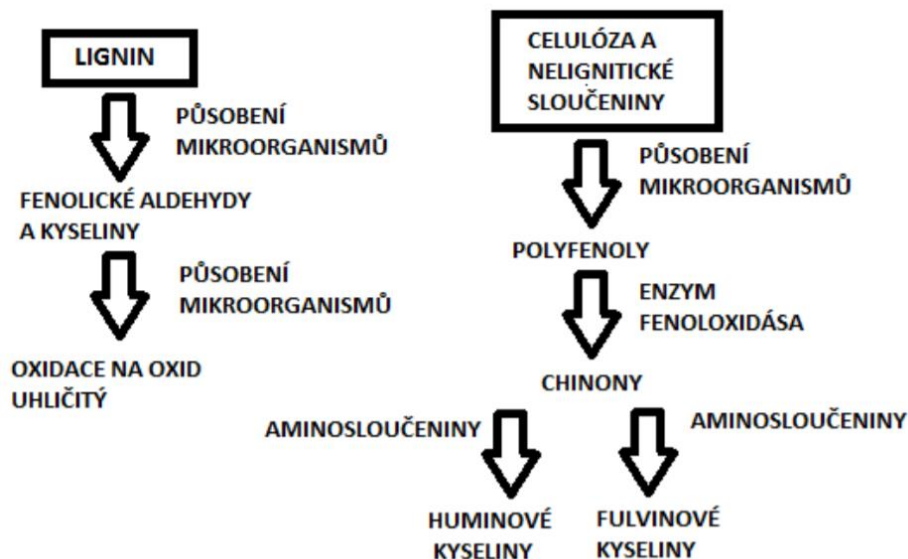 LIGNIN
PŮSOBENÍ
MIKROORGANISMŮ
FENOLICKÉ ALDEHYDY
A KYSELINY
PŮSOBENÍ
MIKROORGANISMŮ
OXIDACE NA OXID
UHLIČITÝ
CELULÓZA A
NELIGNITICKÉ
SLOUČENINY
PŮSOBENÍ
MIKROORGANISMŮ
POLYFENOLY
ENZYM
FENOLOXIDÁSA
CHINONY
AMINOSLOUČENINY
AMINOSLOUČENINY
HUMINOVÉ
KYSELINY
FULVINOVÉ
KYSELINY